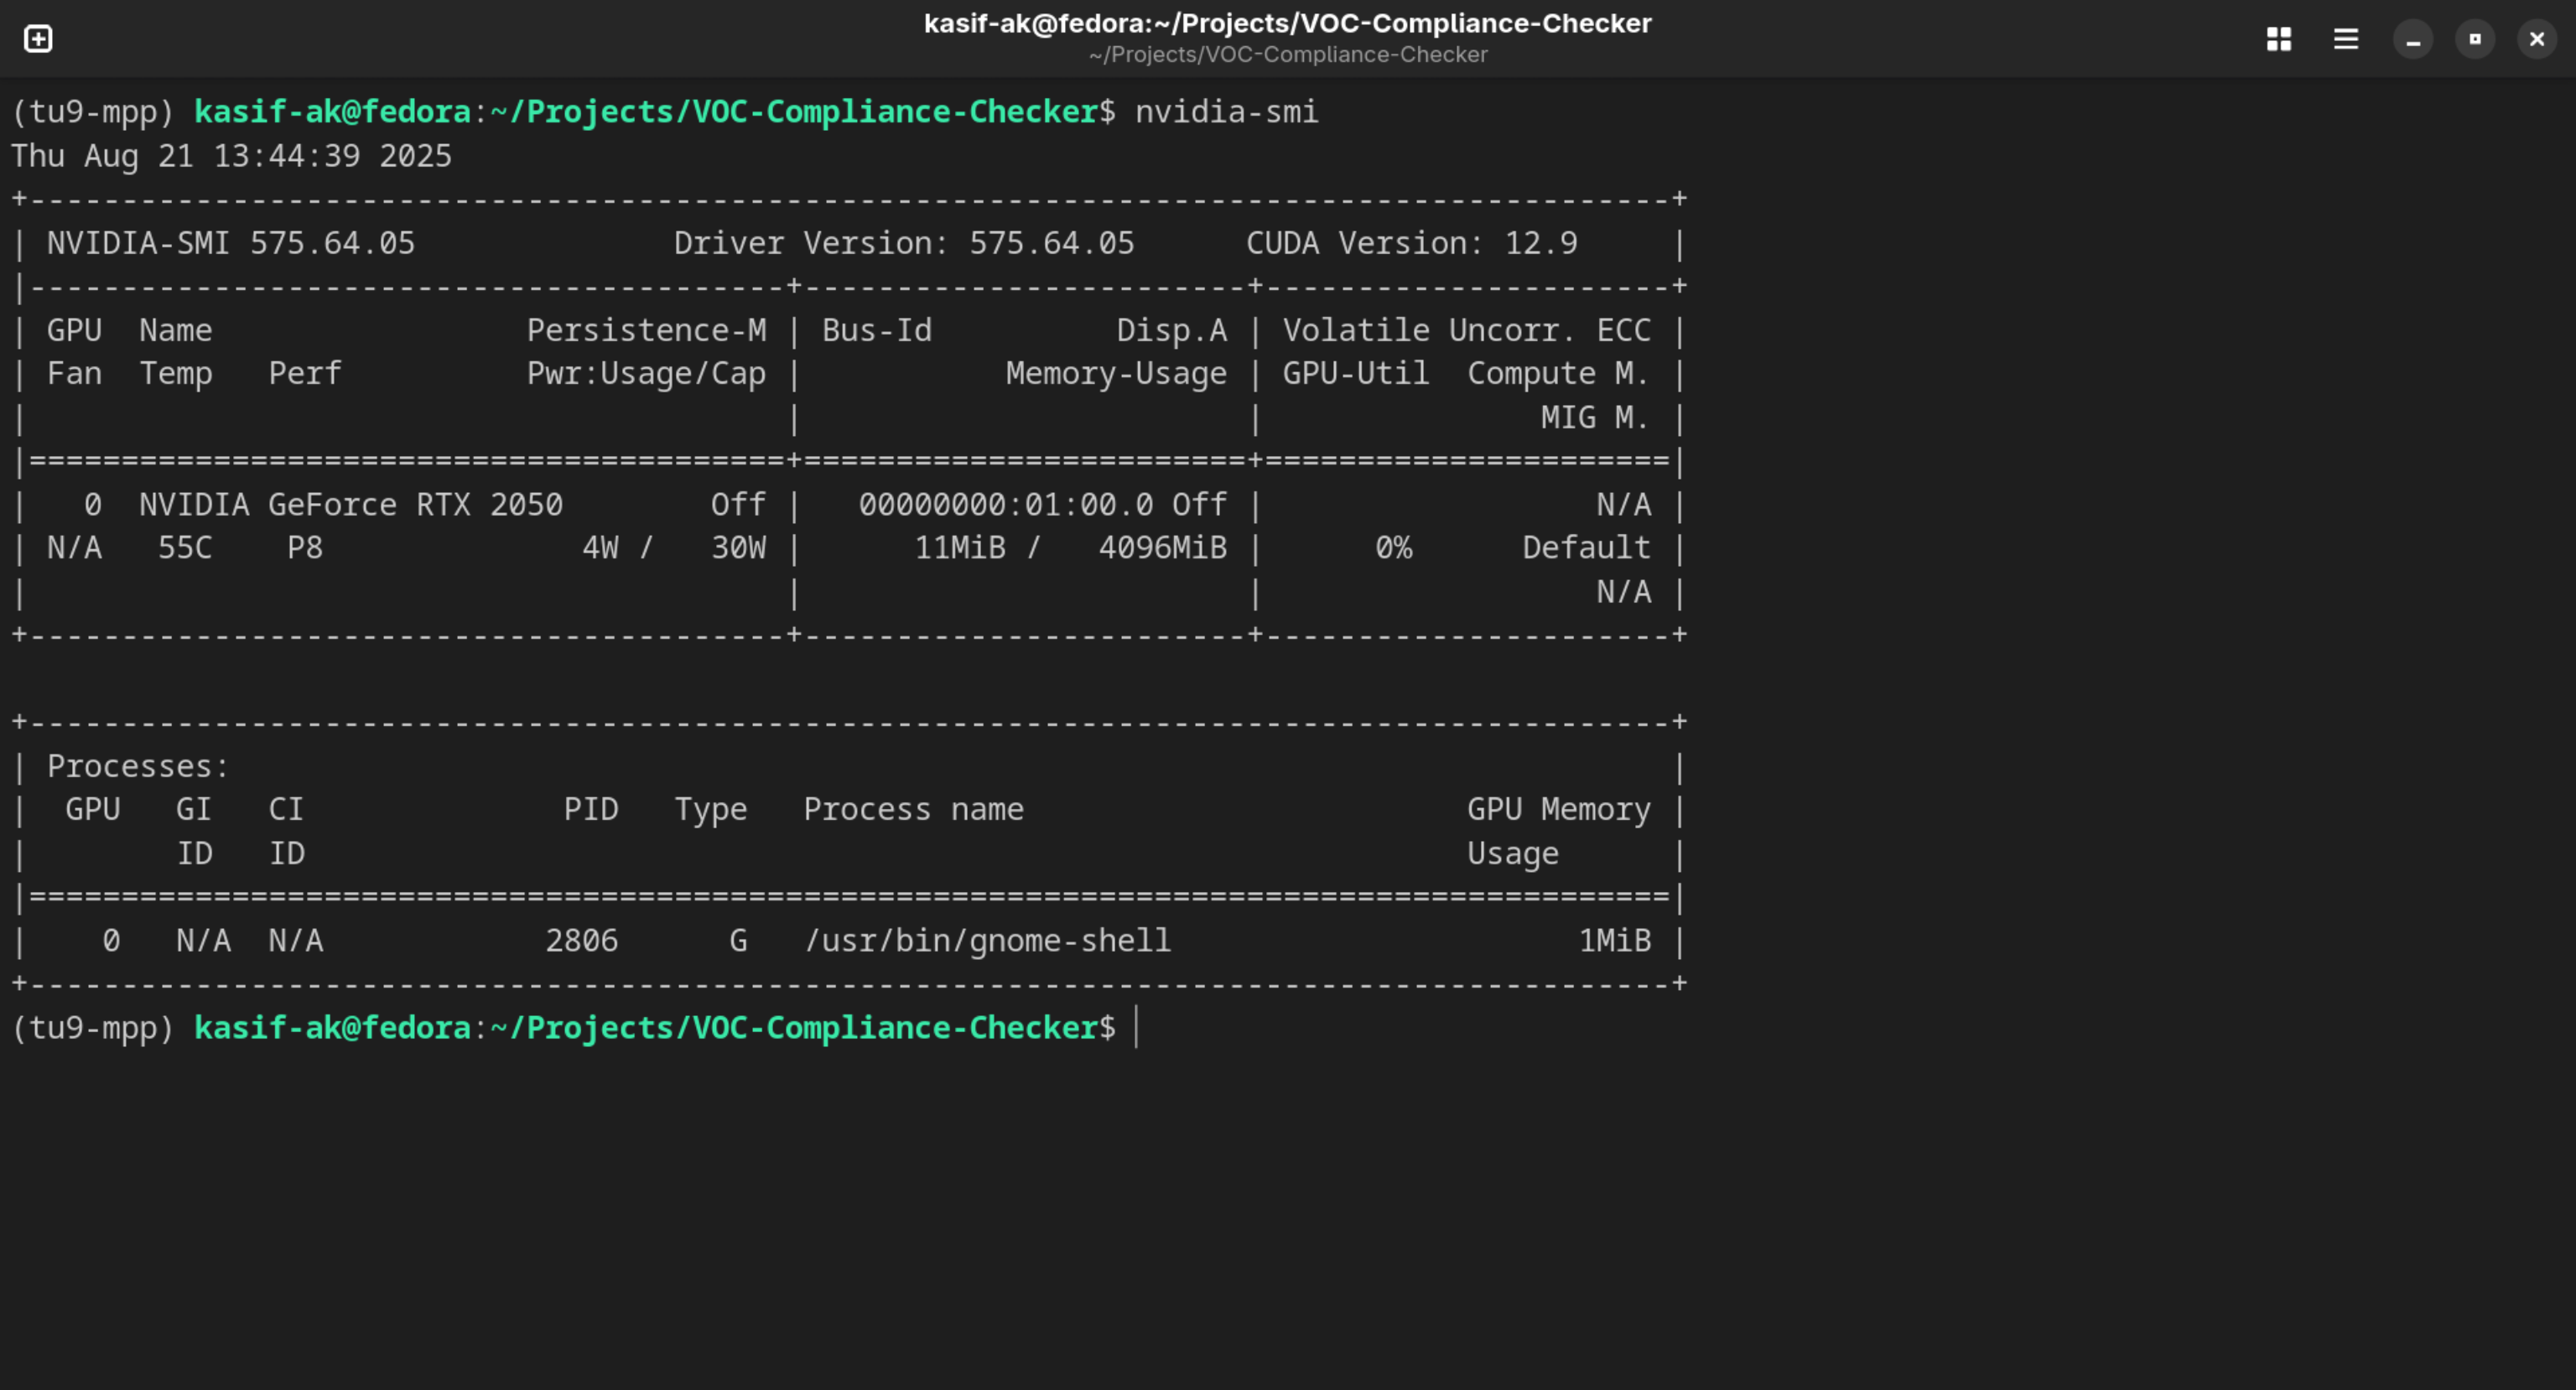 kasif-ak@fedora:~/Projects/VOC-Compliance-Checker
~/Projects/VOC-Compliance-Checker
(tu9-mpp) kasif-ak@fedora:~/Projects/VOC-Compliance-Checker$ nvidia-smi
Thu Aug 21 13:44:39 2025
+-----------------------------------------------------------------------------------------+
| NVIDIA-SMI 575.64.05              Driver Version: 575.64.05      CUDA Version: 12.9     |
|-----------------------------------------+------------------------+----------------------+
| GPU  Name                 Persistence-M | Bus-Id          Disp.A | Volatile Uncorr. ECC |
| Fan  Temp   Perf          Pwr:Usage/Cap |           Memory-Usage | GPU-Util  Compute M. |
|                                         |                        |               MIG M. |
|=========================================+========================+======================|
|   0  NVIDIA GeForce RTX 2050        Off |   00000000:01:00.0 Off |                  N/A |
| N/A   55C    P8              4W /   30W |      11MiB /   4096MiB |      0%      Default |
|                                         |                        |                  N/A |
+-----------------------------------------+------------------------+----------------------+
+-----------------------------------------------------------------------------------------+
| Processes:                                                                              |
|  GPU   GI   CI              PID   Type   Process name                        GPU Memory |
|        ID   ID                                                               Usage      |
|=========================================================================================|
|    0   N/A  N/A            2806      G   /usr/bin/gnome-shell                      1MiB |
+-----------------------------------------------------------------------------------------+
(tu9-mpp) kasif-ak@fedora:~/Projects/VOC-Compliance-Checker$